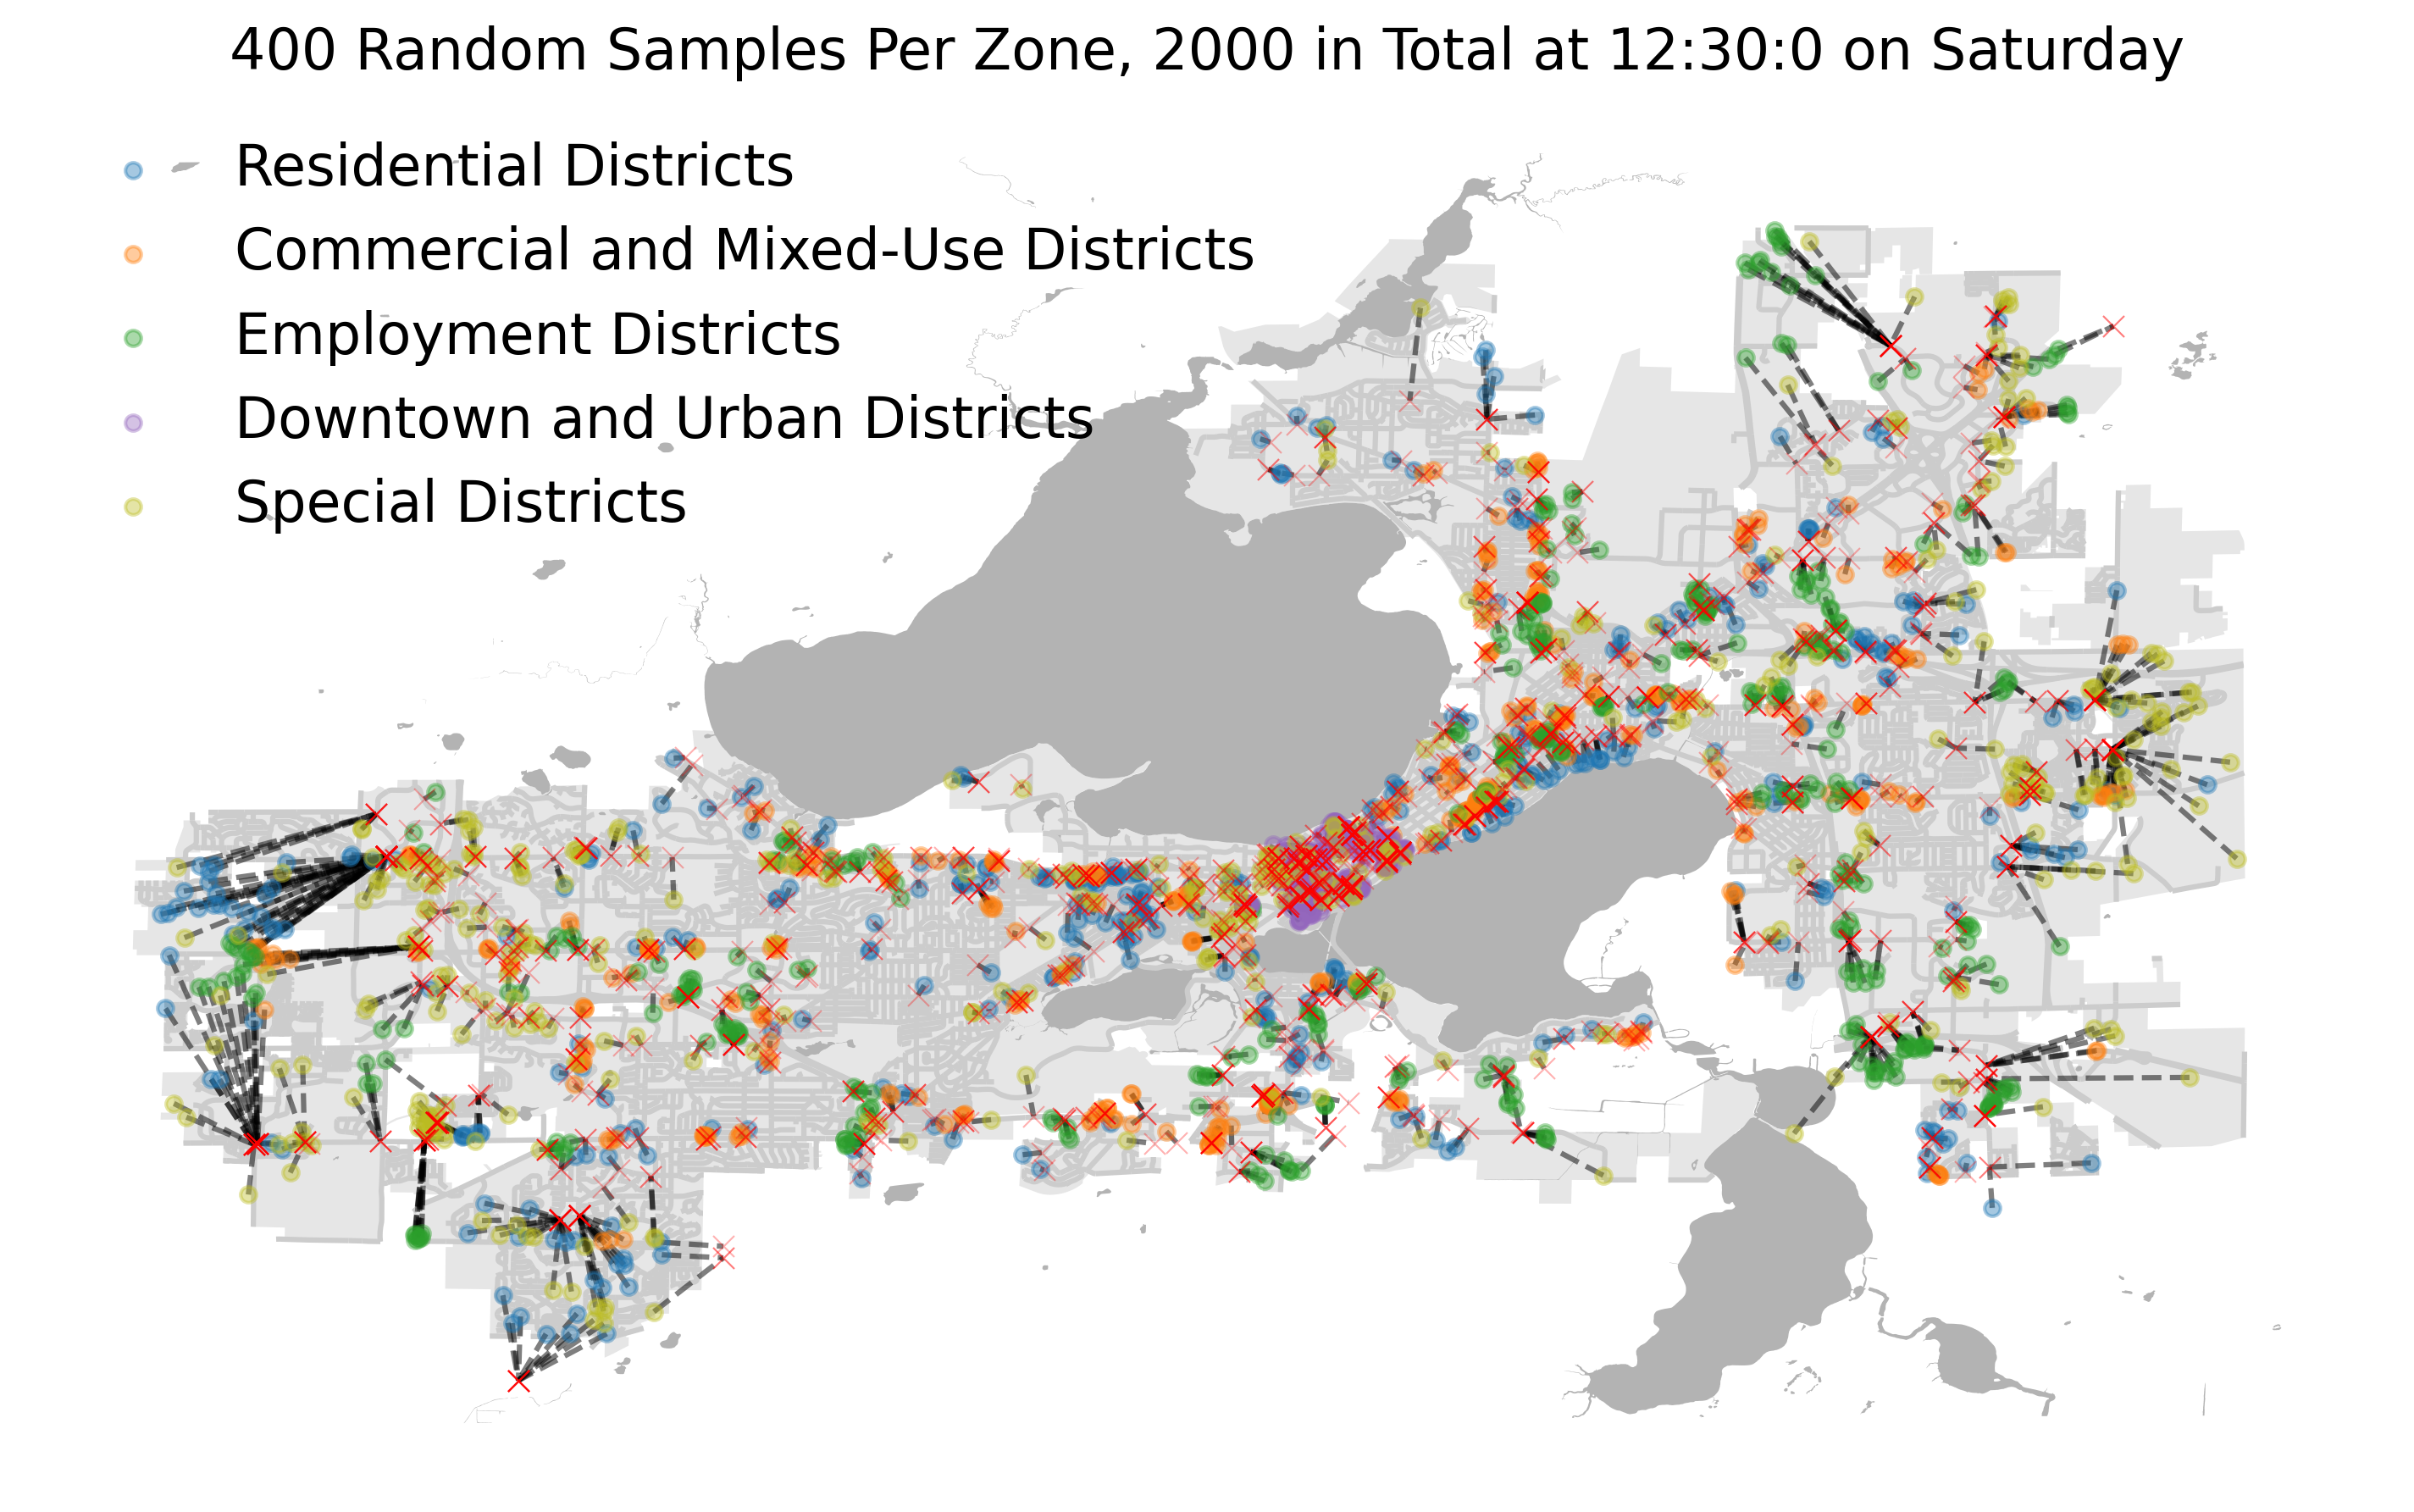 400 Random Samples Per Zone, 2000 in Total at 12:30:0 on Saturday
Residential Districts
Commercial and Mixed-Use Districts
Employment Districts
Downtown and Urban Districts
Special Districts